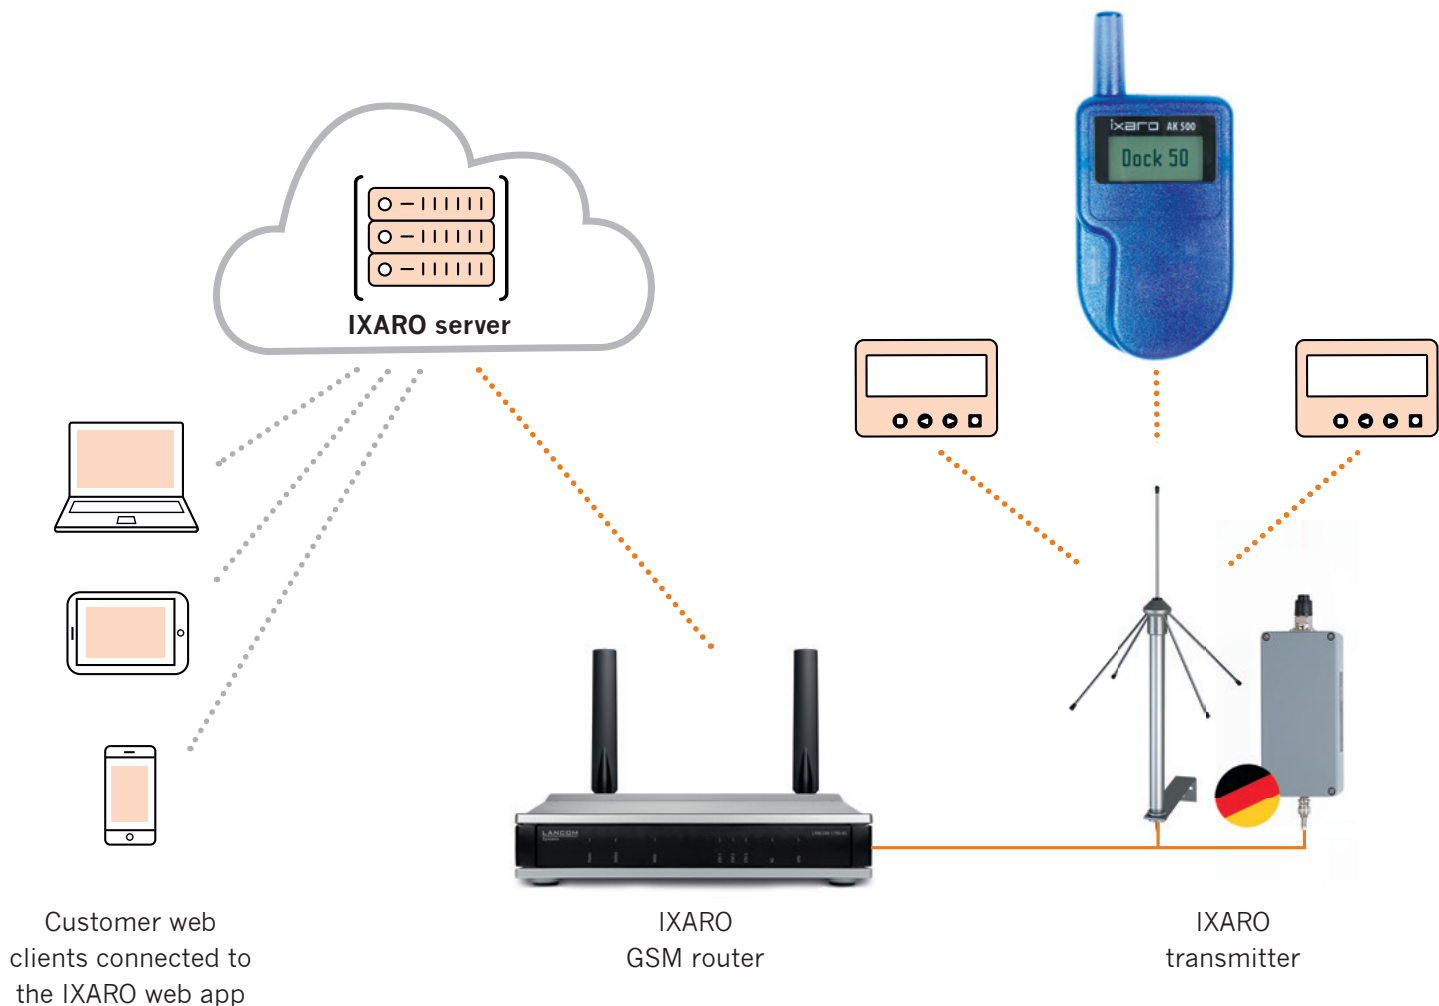 ixaro AK 500
Dock 50
IXARO server
LANCOM
Customer web
clients connected to
the IXARO web app
IXARO
GSM router
IXARO
transmitter